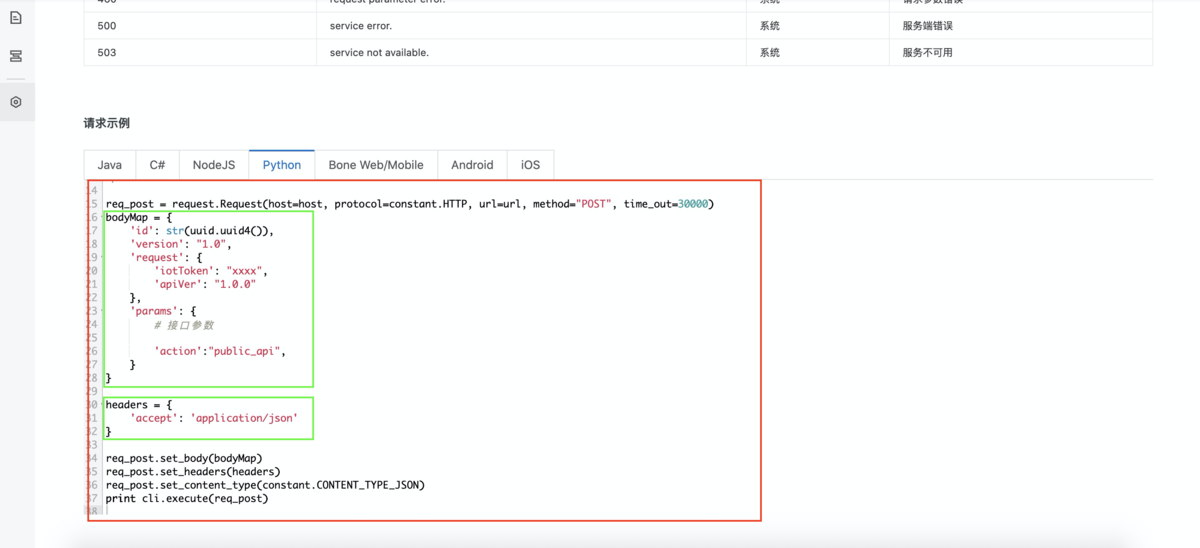 400 request parameter error. 系统 请求参数错误
500 service error. 系统 服务端错误
503 service not available. 系统 服务不可用
请求示例
Java C# NodeJS Python Bone Web/Mobile Android iOS
14
15 req_post = request.Request(host=host, protocol=constant.HTTP, url=url, method="POST", time_out=30000)
16 bodyMap = {
17 'id': str(uuid.uuid4()),
18 'version': "1.0",
19 'request': {
20 'iotToken': "xxxx",
21 'apiVer': "1.0.0"
22 },
23 'params': {
24 # 接口参数
25
26 'action':"public_api",
27 }
28 }
29
30 headers = {
31 'accept': 'application/json'
32 }
33
34 req_post.set_body(bodyMap)
35 req_post.set_headers(headers)
36 req_post.set_content_type(constant.CONTENT_TYPE_JSON)
37 print cli.execute(req_post)
38